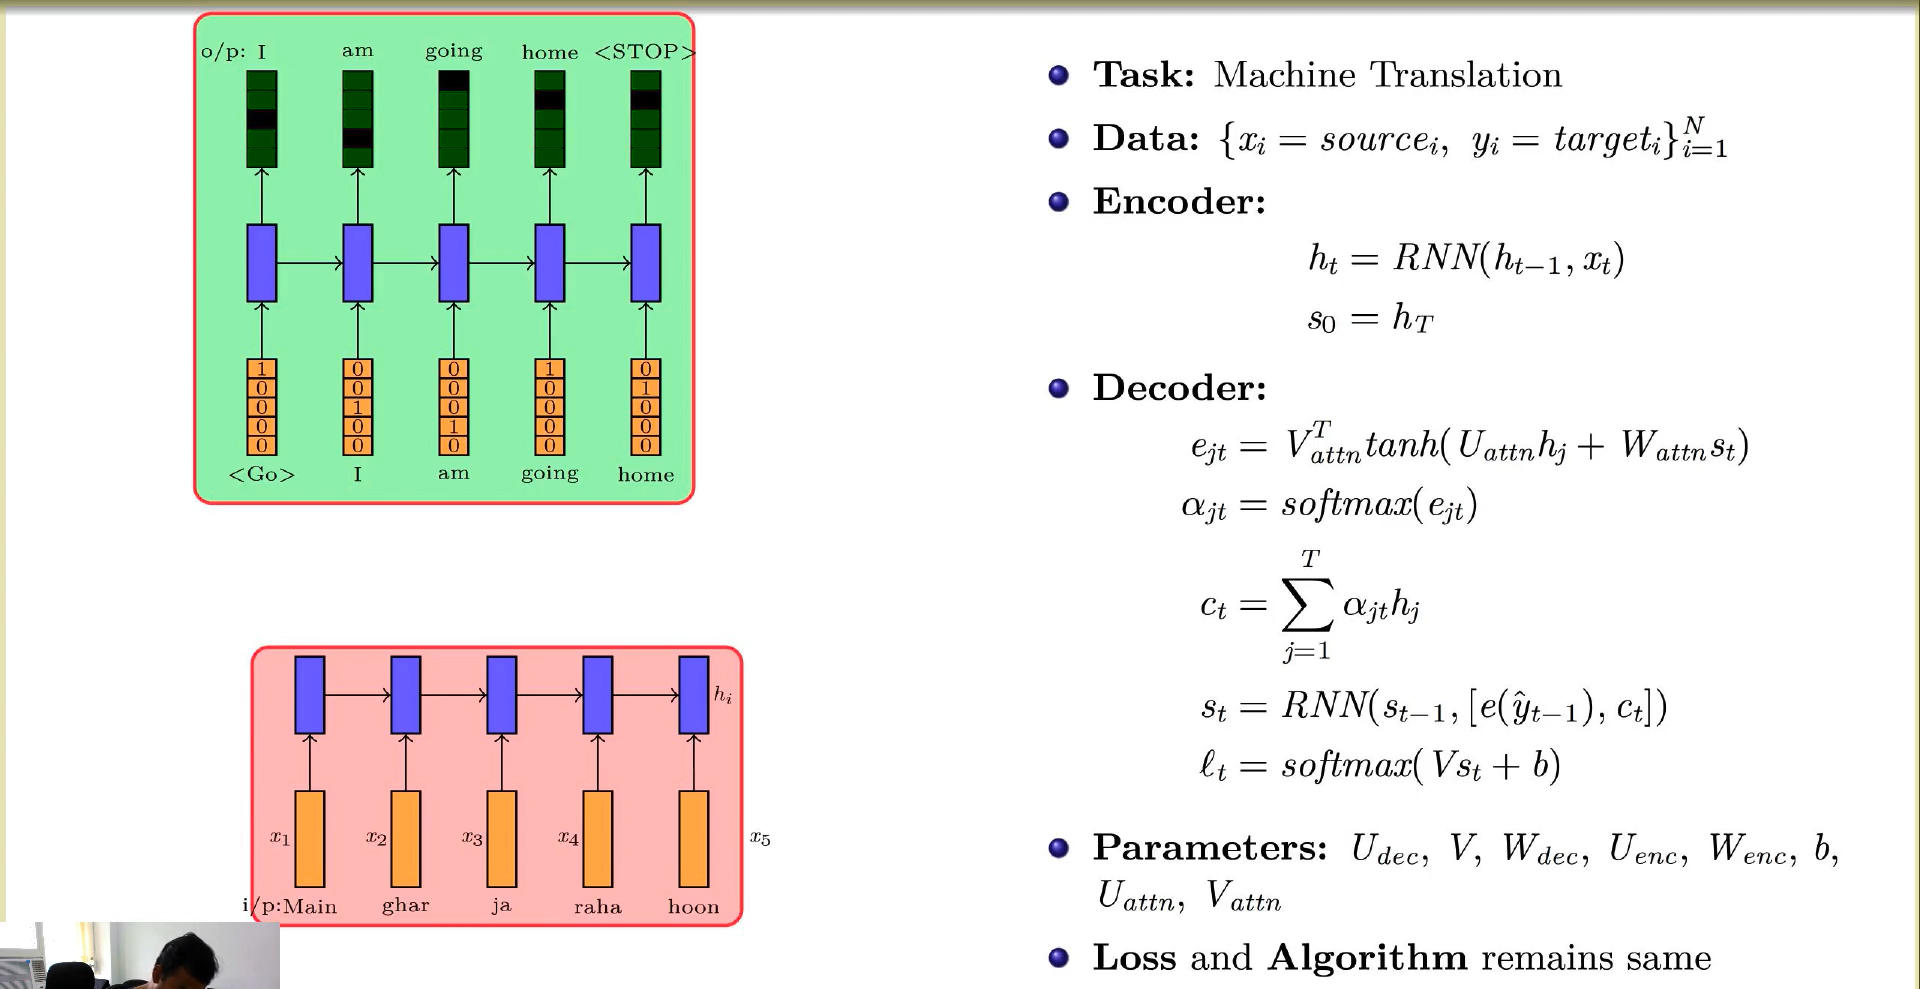 o/p: I am going home <STOP>
1 0 0 1 0
0 0 0 0 1
0 1 0 0 0
0 0 1 0 0
0 0 0 0 0
<Go> I am going home
h_i
x_1 x_2 x_3 x_4 x_5
i/p:Main ghar ja raha hoon
Task: Machine Translation
Data: {x_i = source_i, y_i = target_i}_{i=1}^N
Encoder:
h_t = RNN(h_{t−1}, x_t)
s_0 = h_T
Decoder:
e_{jt} = V_{attn}^T tanh(U_{attn}h_j + W_{attn}s_t)
α_{jt} = softmax(e_{jt})
c_t = \sum_{j=1}^{T} α_{jt}h_j
s_t = RNN(s_{t−1}, [e(ŷ_{t−1}), c_t])
ℓ_t = softmax(Vs_t + b)
Parameters: U_{dec}, V, W_{dec}, U_{enc}, W_{enc}, b,
U_{attn}, V_{attn}
Loss and Algorithm remains same